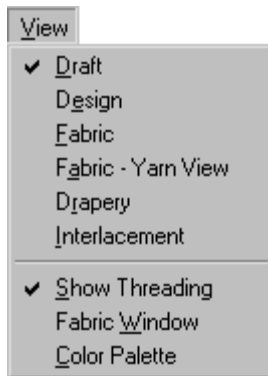 View
Draft
Design
Fabric
Fabric - Yarn View
Drapery
Interlacement
Show Threading
Fabric Window
Color Palette